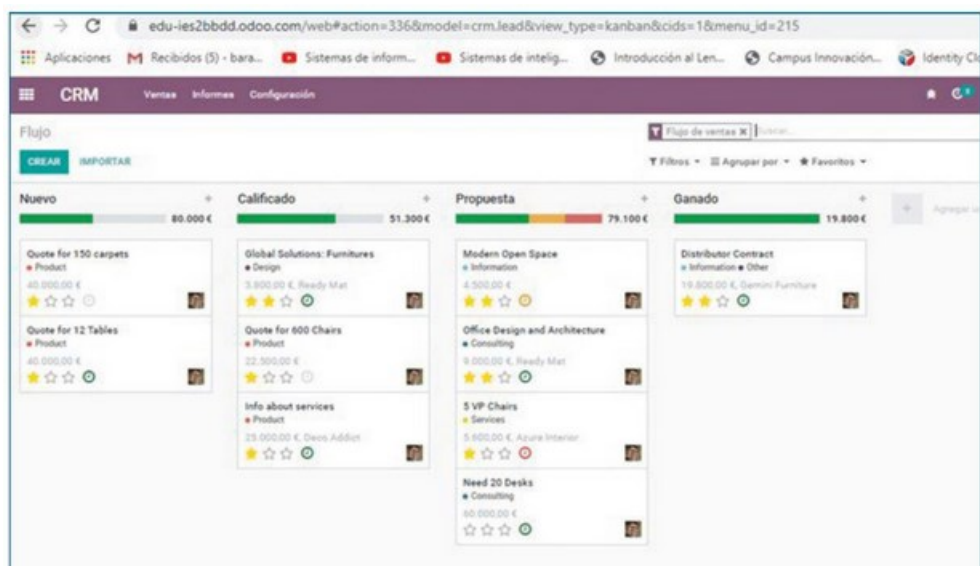 edu-ies2bbdd.odoo.com/web#action=336&model=crm.lead&view_type=kanban&cids=1&menu_id=215
Aplicaciones Recibidos (5) - bara... Sistemas de inform... Sistemas de intelig... Introducción al Len... Campus Innovación... Identity Cl
CRM Ventas Informes Configuración
Flujo
Flujo de ventas Buscar...
CREAR IMPORTAR
Filtros Agrupar por Favoritos
Nuevo
80.000 €
Quote for 150 carpets
Product
40.000,00 €
Quote for 12 Tables
Product
40.000,00 €
Calificado
51.300 €
Global Solutions: Furnitures
Design
3.800,00 €, Ready Mat
Quote for 600 Chairs
Product
22.500,00 €
Info about services
Product
25.000,00 €, Deco Addict
Propuesta
79.100 €
Modern Open Space
Information
4.500,00 €
Office Design and Architecture
Consulting
9.000,00 €, Ready Mat
5 VP Chairs
Services
5.600,00 €, Azure Interior
Need 20 Desks
Consulting
60.000,00 €
Ganado
19.800 €
Distributor Contract
Information Other
19.800,00 €, Gemini Furniture
Agregar